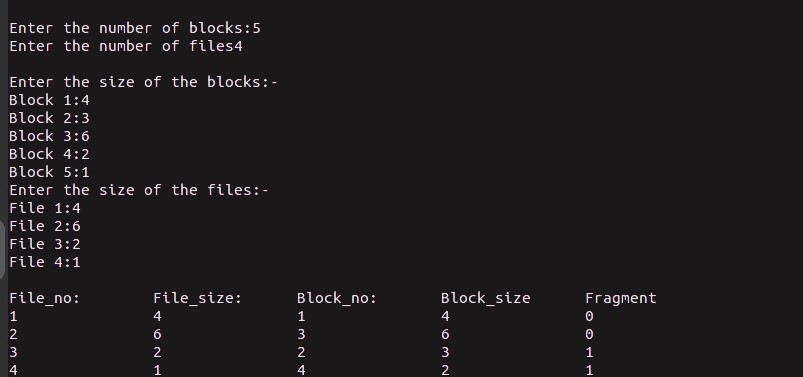 Enter the number of blocks:5
Enter the number of files4
Enter the size of the blocks:-
Block 1:4
Block 2:3
Block 3:6
Block 4:2
Block 5:1
Enter the size of the files:-
File 1:4
File 2:6
File 3:2
File 4:1
File_no: File_size: Block_no: Block_size Fragment
1 4 1 4 0
2 6 3 6 0
3 2 2 3 1
4 1 4 2 1